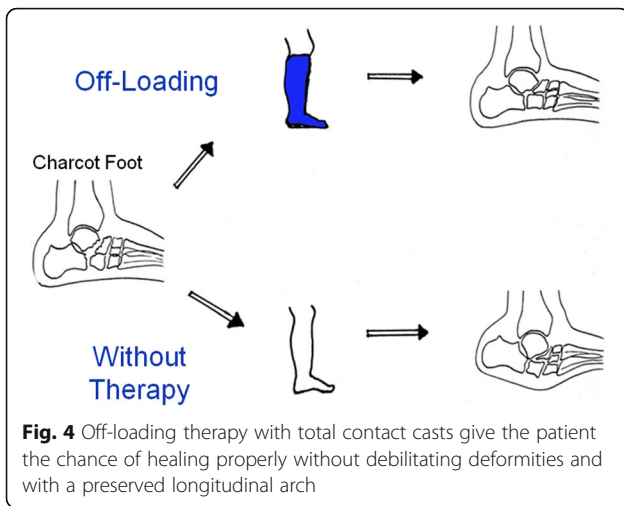 Off-Loading
Charcot Foot
Without
Therapy
Fig. 4 Off-loading therapy with total contact casts give the patient
the chance of healing properly without debilitating deformities and
with a preserved longitudinal arch